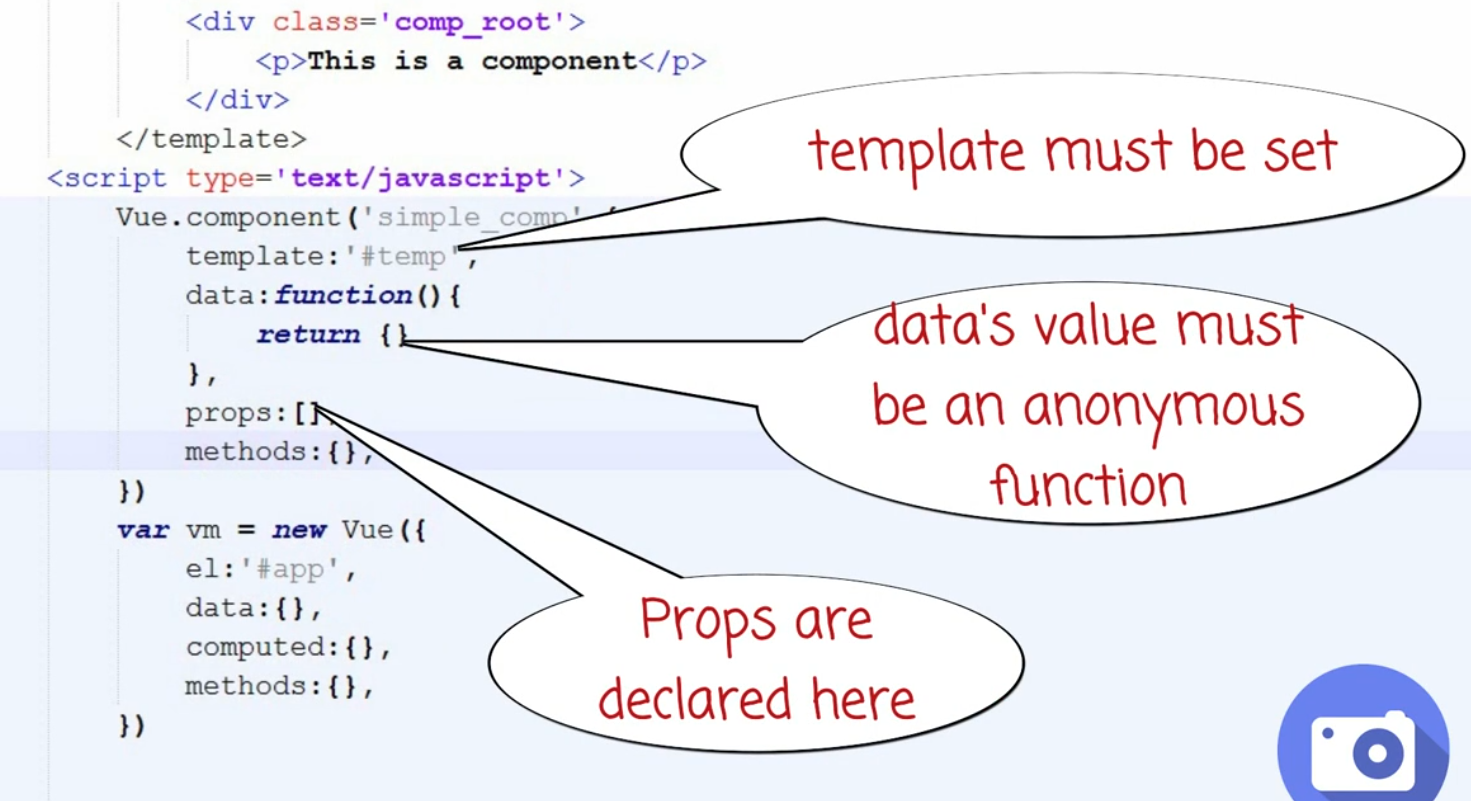 <div class='comp_root'>
<p>This is a component</p>
</div>
</template>
<script type='text/javascript'>
Vue.component('simple_comp',{
template:'#temp',
data:function(){
return {}
},
props:[],
methods:{},
})
var vm = new Vue({
el:'#app',
data:{},
computed:{},
methods:{},
})
template must be set
data's value must
be an anonymous
function
Props are
declared here